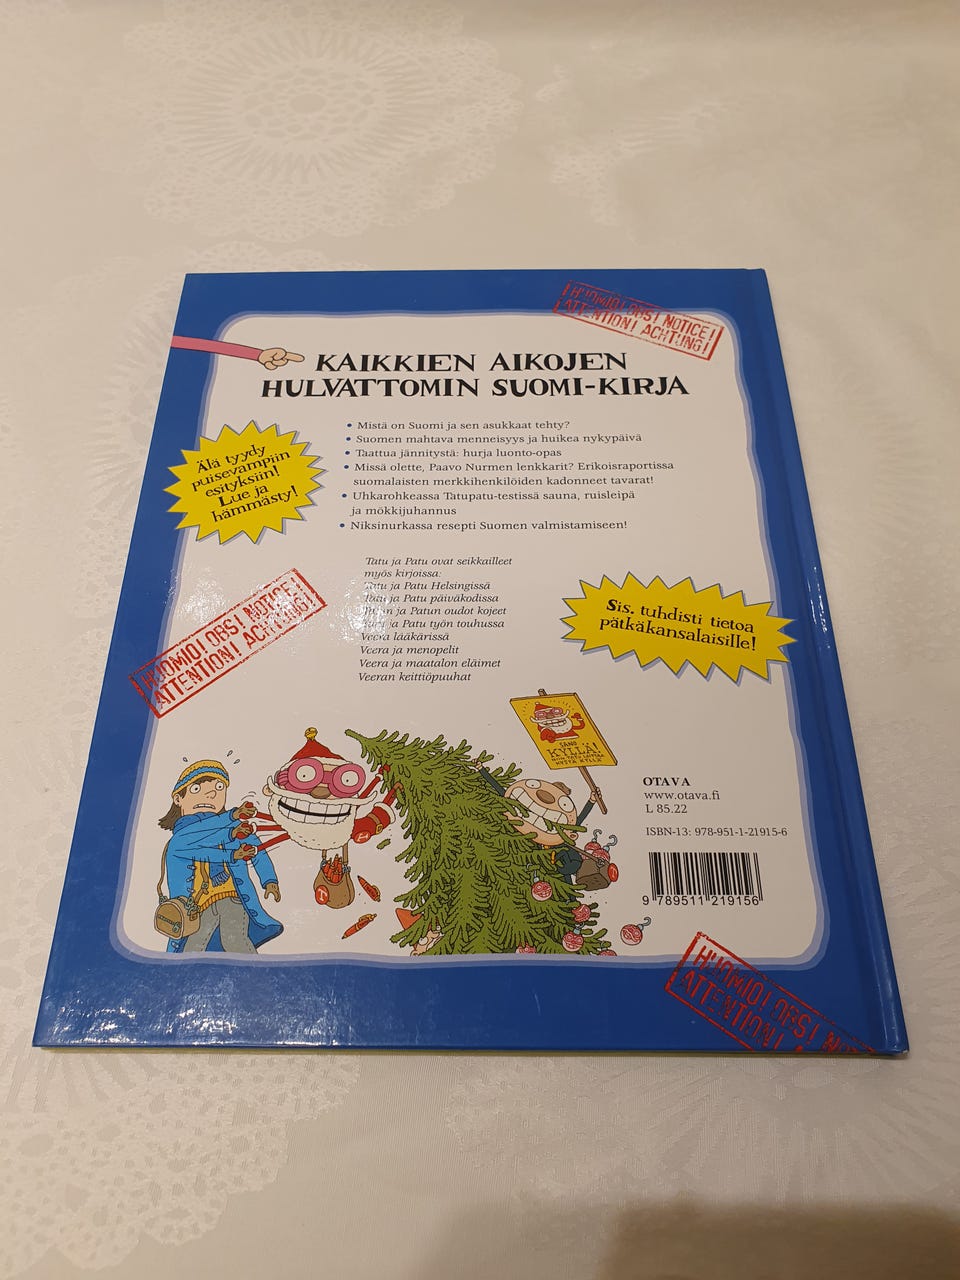 HUOMIO! OBS! NOTICE!
ATTENTION! ACHTUNG!
KAIKKIEN AIKOJEN
HULVATTOMIN SUOMI-KIRJA
Älä tyydy
puisevampiin
esityksiin!
Lue ja
hämmästy!
• Mistä on Suomi ja sen asukkaat tehty?
• Suomen mahtava menneisyys ja huikea nykypäivä
• Taattua jännitystä: hurja luonto-opas
• Missä olette, Paavo Nurmen lenkkarit? Erikoisraportissa
suomalaisten merkkihenkilöiden kadonneet tavarat!
• Uhkarohkeassa Tatupatu-testissä sauna, ruisleipä
ja mökkijuhannus
• Niksinurkassa resepti Suomen valmistamiseen!
Tatu ja Patu ovat seikkailleet
myös kirjoissa:
Tatu ja Patu Helsingissä
Tatu ja Patu päiväkodissa
Tatun ja Patun oudot kojeet
Tatu ja Patu työn touhussa
Veera lääkärissä
Veera ja menopelit
Veera ja maatalon eläimet
Veeran keittiöpuuhat
HUOMIO! OBS! NOTICE!
ATTENTION! ACHTUNG!
Sis. tuhdisti tietoa
pätkäkansalaisille!
SANO
KYLLÄ!
OTAVA
www.otava.fi
L 85.22
ISBN-13: 978-951-1-21915-6
9 789511 219156
HUOMIO! OBS! NO
ATTENTION!